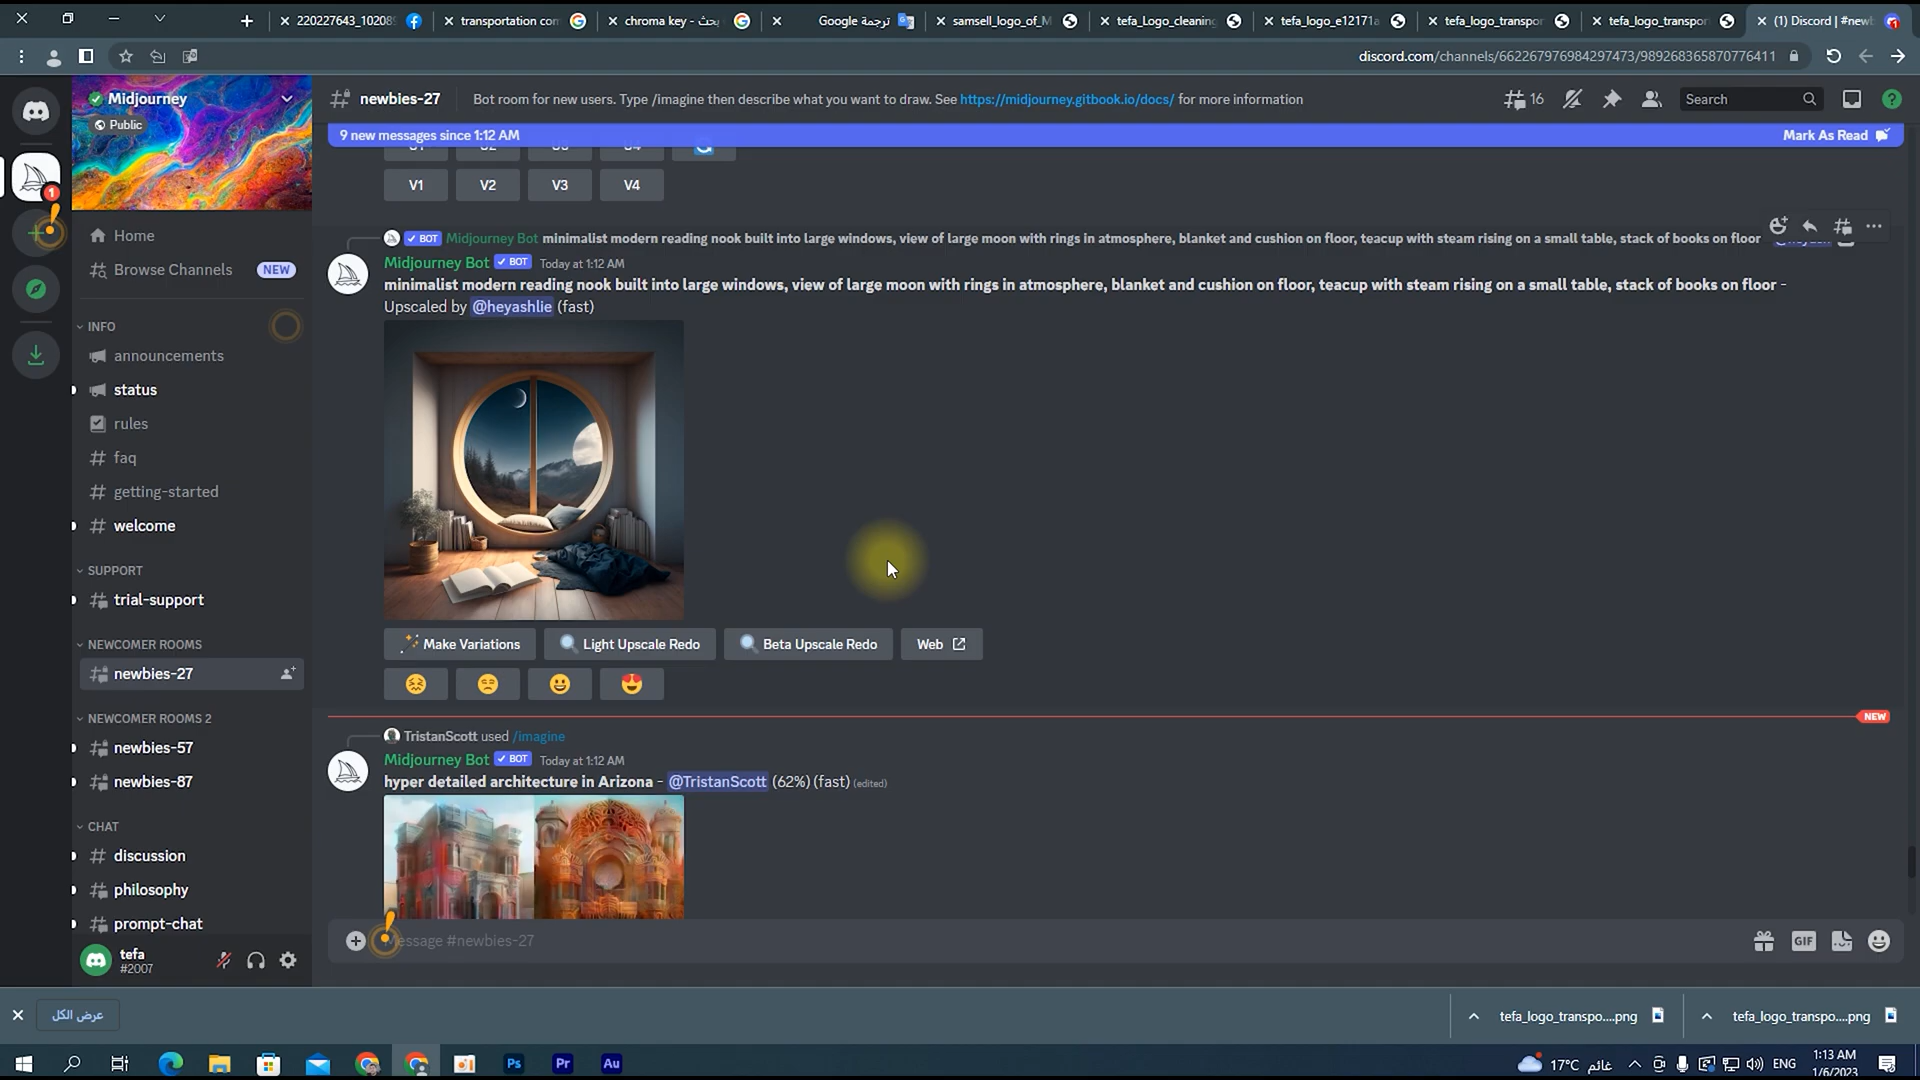 220227643_10208
transportation con
chroma key - بحث
ترجمة Google
samsell_logo_of_M
tefa_Logo_cleaning
tefa_logo_e12171a
tefa_logo_transpor
tefa_logo_transpor
(1) Discord | #newb
discord.com/channels/662267976984297473/989268365870776411
Midjourney
Public
newbies-27
Bot room for new users. Type /imagine then describe what you want to draw. See https://midjourney.gitbook.io/docs/ for more information
16
Search
9 new messages since 1:12 AM
Mark As Read
V1 V2 V3 V4
1
Home
Browse Channels NEW
INFO
announcements
status
rules
faq
getting-started
welcome
SUPPORT
trial-support
NEWCOMER ROOMS
newbies-27
NEWCOMER ROOMS 2
newbies-57
newbies-87
CHAT
discussion
philosophy
prompt-chat
tefa
#2007
BOT Midjourney Bot minimalist modern reading nook built into large windows, view of large moon with rings in atmosphere, blanket and cushion on floor, teacup with steam rising on a small table, stack of books on floor
Midjourney Bot BOT Today at 1:12 AM
minimalist modern reading nook built into large windows, view of large moon with rings in atmosphere, blanket and cushion on floor, teacup with steam rising on a small table, stack of books on floor -
Upscaled by @heyashlie (fast)
Make Variations Light Upscale Redo Beta Upscale Redo Web
NEW
TristanScott used /imagine
Midjourney Bot BOT Today at 1:12 AM
hyper detailed architecture in Arizona - @TristanScott (62%) (fast) (edited)
Message #newbies-27
GIF
عرض الكل
tefa_logo_transpo....png
tefa_logo_transpo....png
Ps Pr Au
17°C غائم
ENG
1:13 AM
1/6/2023